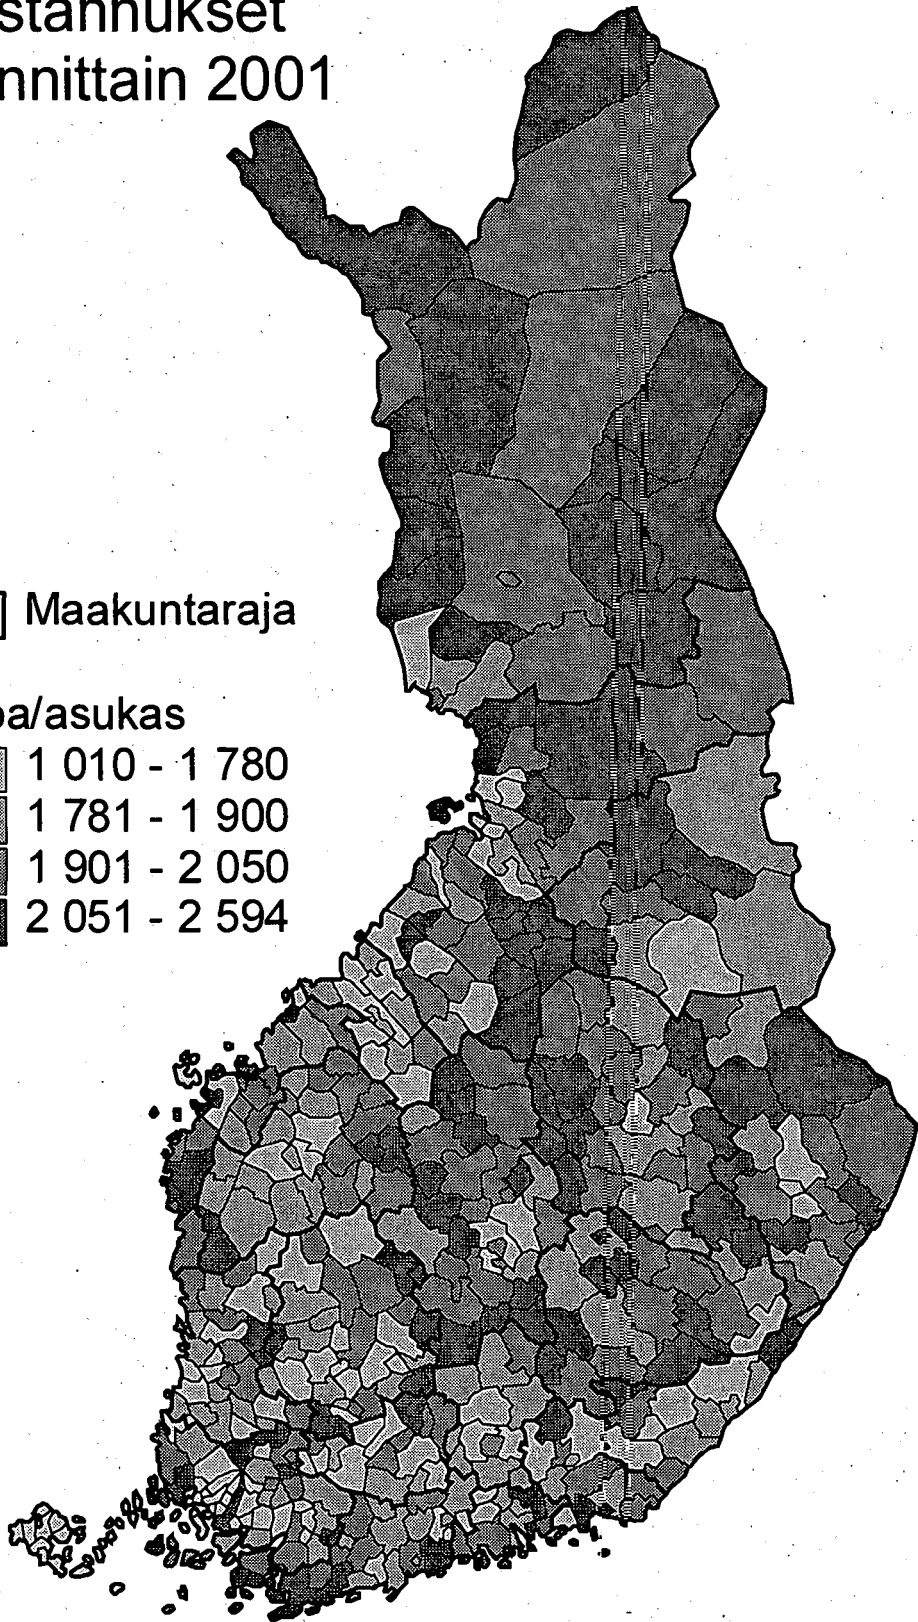 stannukset
nnittain 2001
Maakuntaraja
pa/asukas
1 010 - 1 780
1 781 - 1 900
1 901 - 2 050
2 051 - 2 594